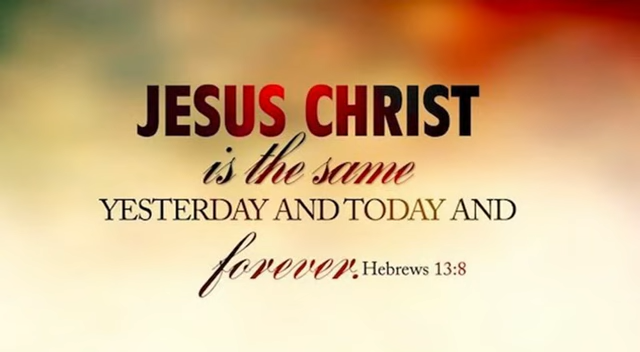 JESUS CHRIST
is the same
YESTERDAY AND TODAY AND
forever. Hebrews 13:8